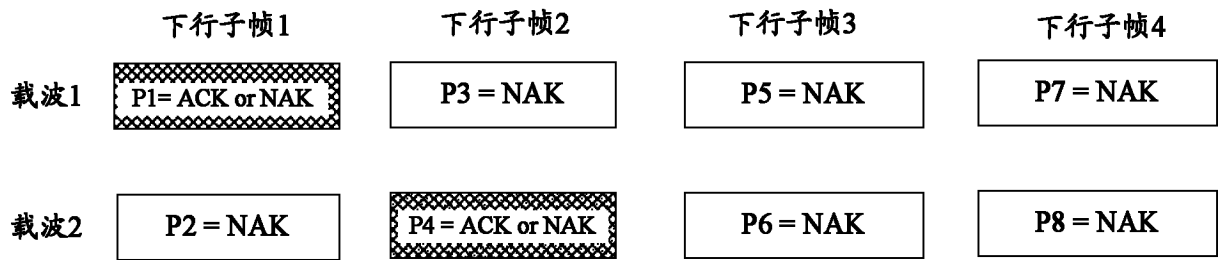 下行子帧1 下行子帧2 下行子帧3 下行子帧4
载波1 P1= ACK or NAK P3 = NAK P5 = NAK P7 = NAK
载波2 P2 = NAK P4 = ACK or NAK P6 = NAK P8 = NAK